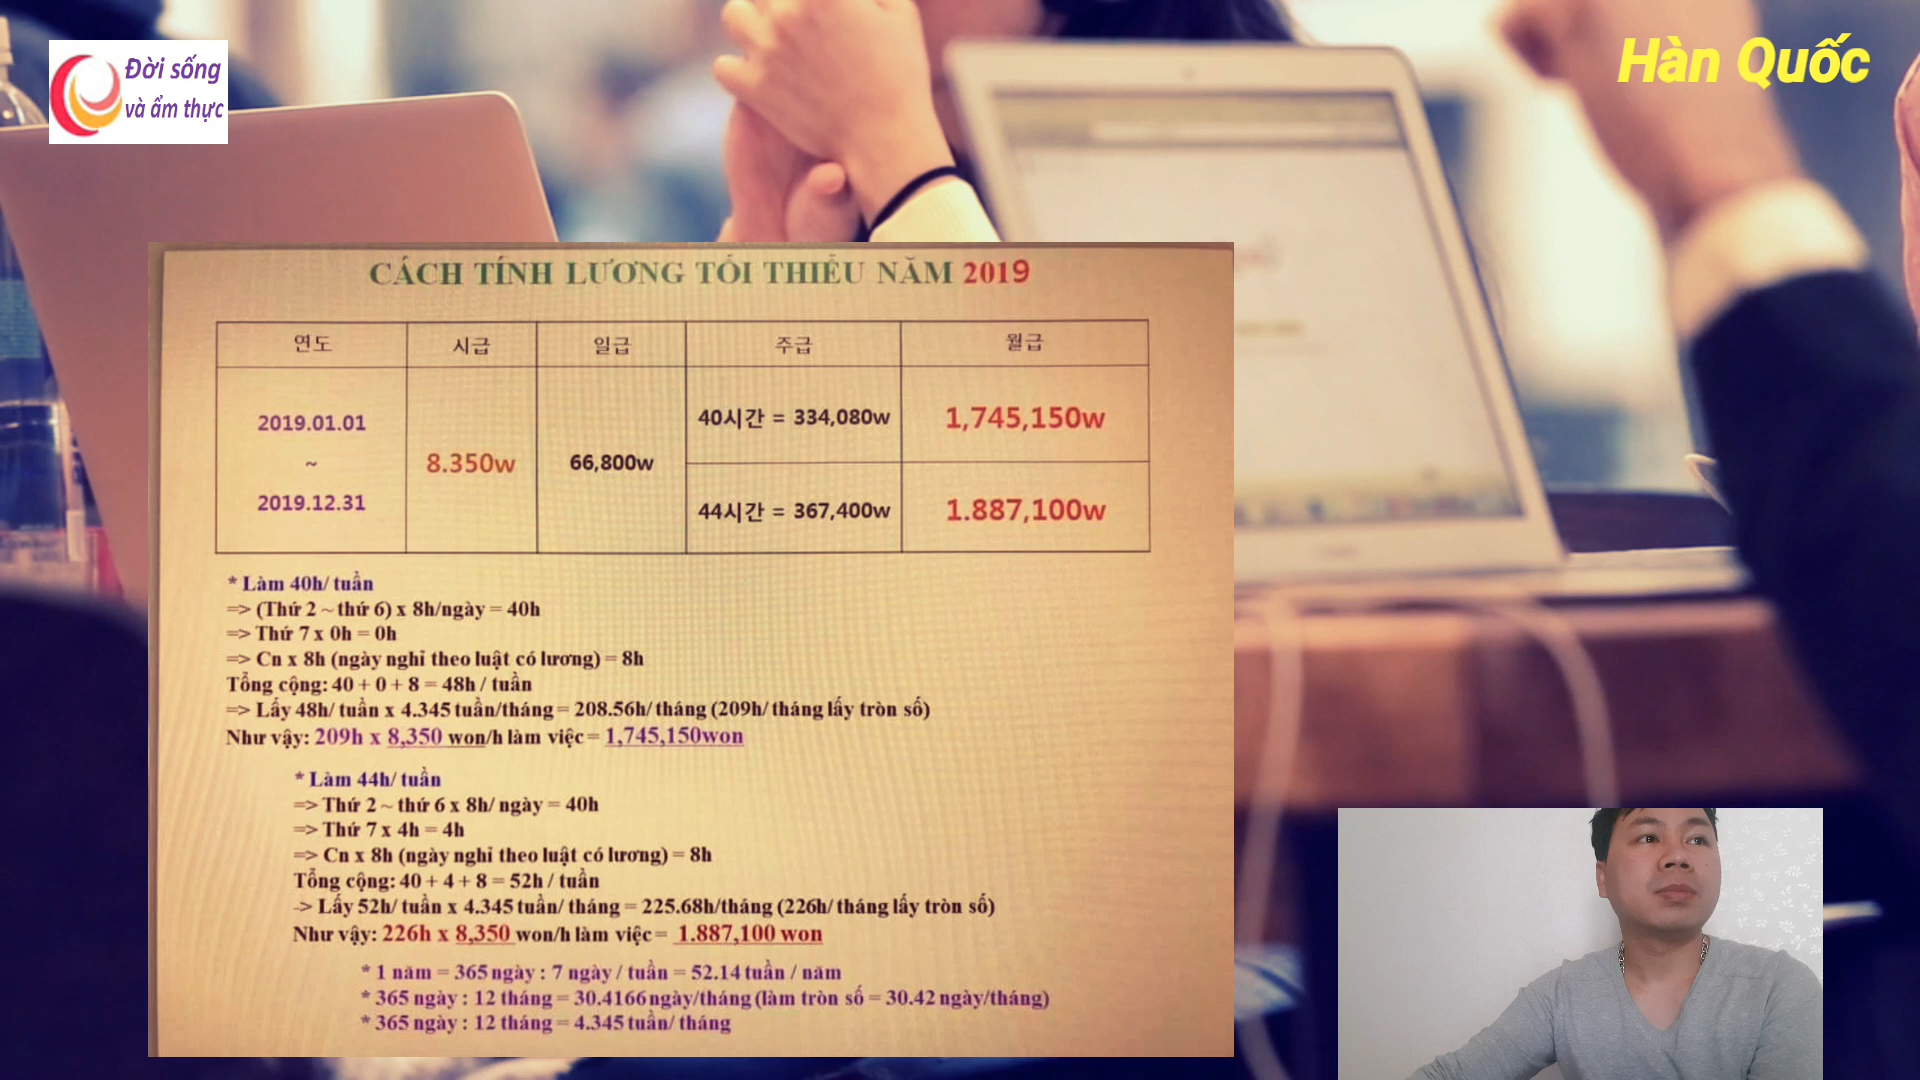 Đời sống
và ẩm thực
Hàn Quốc
CÁCH TÍNH LƯƠNG TỐI THIỂU NĂM 2019
연도 시급 일급 주급 월급
2019.01.01
~
2019.12.31
8.350w
66,800w
40시간 = 334,080w
1,745,150w
44시간 = 367,400w
1.887,100w
* Làm 40h/ tuần
=> (Thứ 2 ~ thứ 6) x 8h/ngày = 40h
=> Thứ 7 x 0h = 0h
=> Cn x 8h (ngày nghỉ theo luật có lương) = 8h
Tổng cộng: 40 + 0 + 8 = 48h / tuần
=> Lấy 48h/ tuần x 4.345 tuần/tháng = 208.56h/ tháng (209h/ tháng lấy tròn số)
Như vậy: 209h x 8,350 won/h làm việc = 1,745,150won
* Làm 44h/ tuần
=> Thứ 2 ~ thứ 6 x 8h/ ngày = 40h
=> Thứ 7 x 4h = 4h
=> Cn x 8h (ngày nghỉ theo luật có lương) = 8h
Tổng cộng: 40 + 4 + 8 = 52h / tuần
-> Lấy 52h/ tuần x 4.345 tuần/ tháng = 225.68h/tháng (226h/ tháng lấy tròn số)
Như vậy: 226h x 8,350 won/h làm việc = 1.887,100 won
* 1 năm = 365 ngày : 7 ngày / tuần = 52.14 tuần / năm
* 365 ngày : 12 tháng = 30.4166 ngày/tháng (làm tròn số = 30.42 ngày/tháng)
* 365 ngày : 12 tháng = 4.345 tuần/ tháng